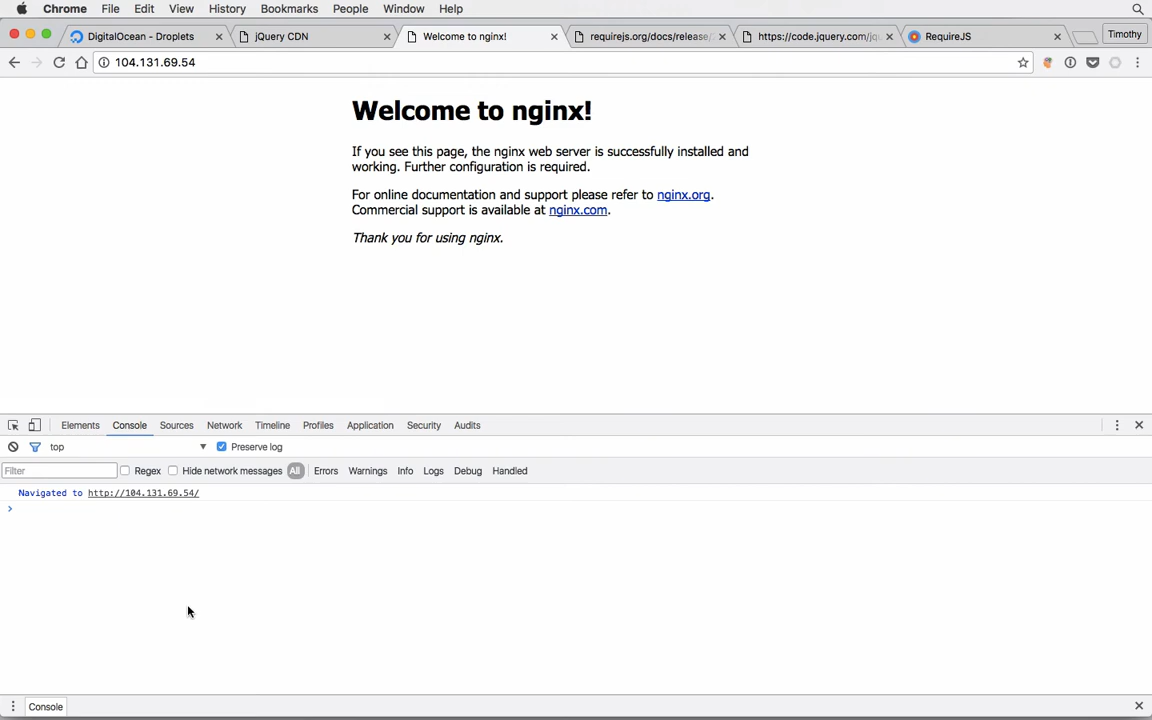 Chrome File Edit View History Bookmarks People Window Help
DigitalOcean - Droplets jQuery CDN Welcome to nginx! requirejs.org/docs/release/ https://code.jquery.com/jq RequireJS Timothy
104.131.69.54
Welcome to nginx!
If you see this page, the nginx web server is successfully installed and
working. Further configuration is required.
For online documentation and support please refer to nginx.org.
Commercial support is available at nginx.com.
Thank you for using nginx.
Elements Console Sources Network Timeline Profiles Application Security Audits
top Preserve log
Filter Regex Hide network messages All Errors Warnings Info Logs Debug Handled
Navigated to http://104.131.69.54/
Console